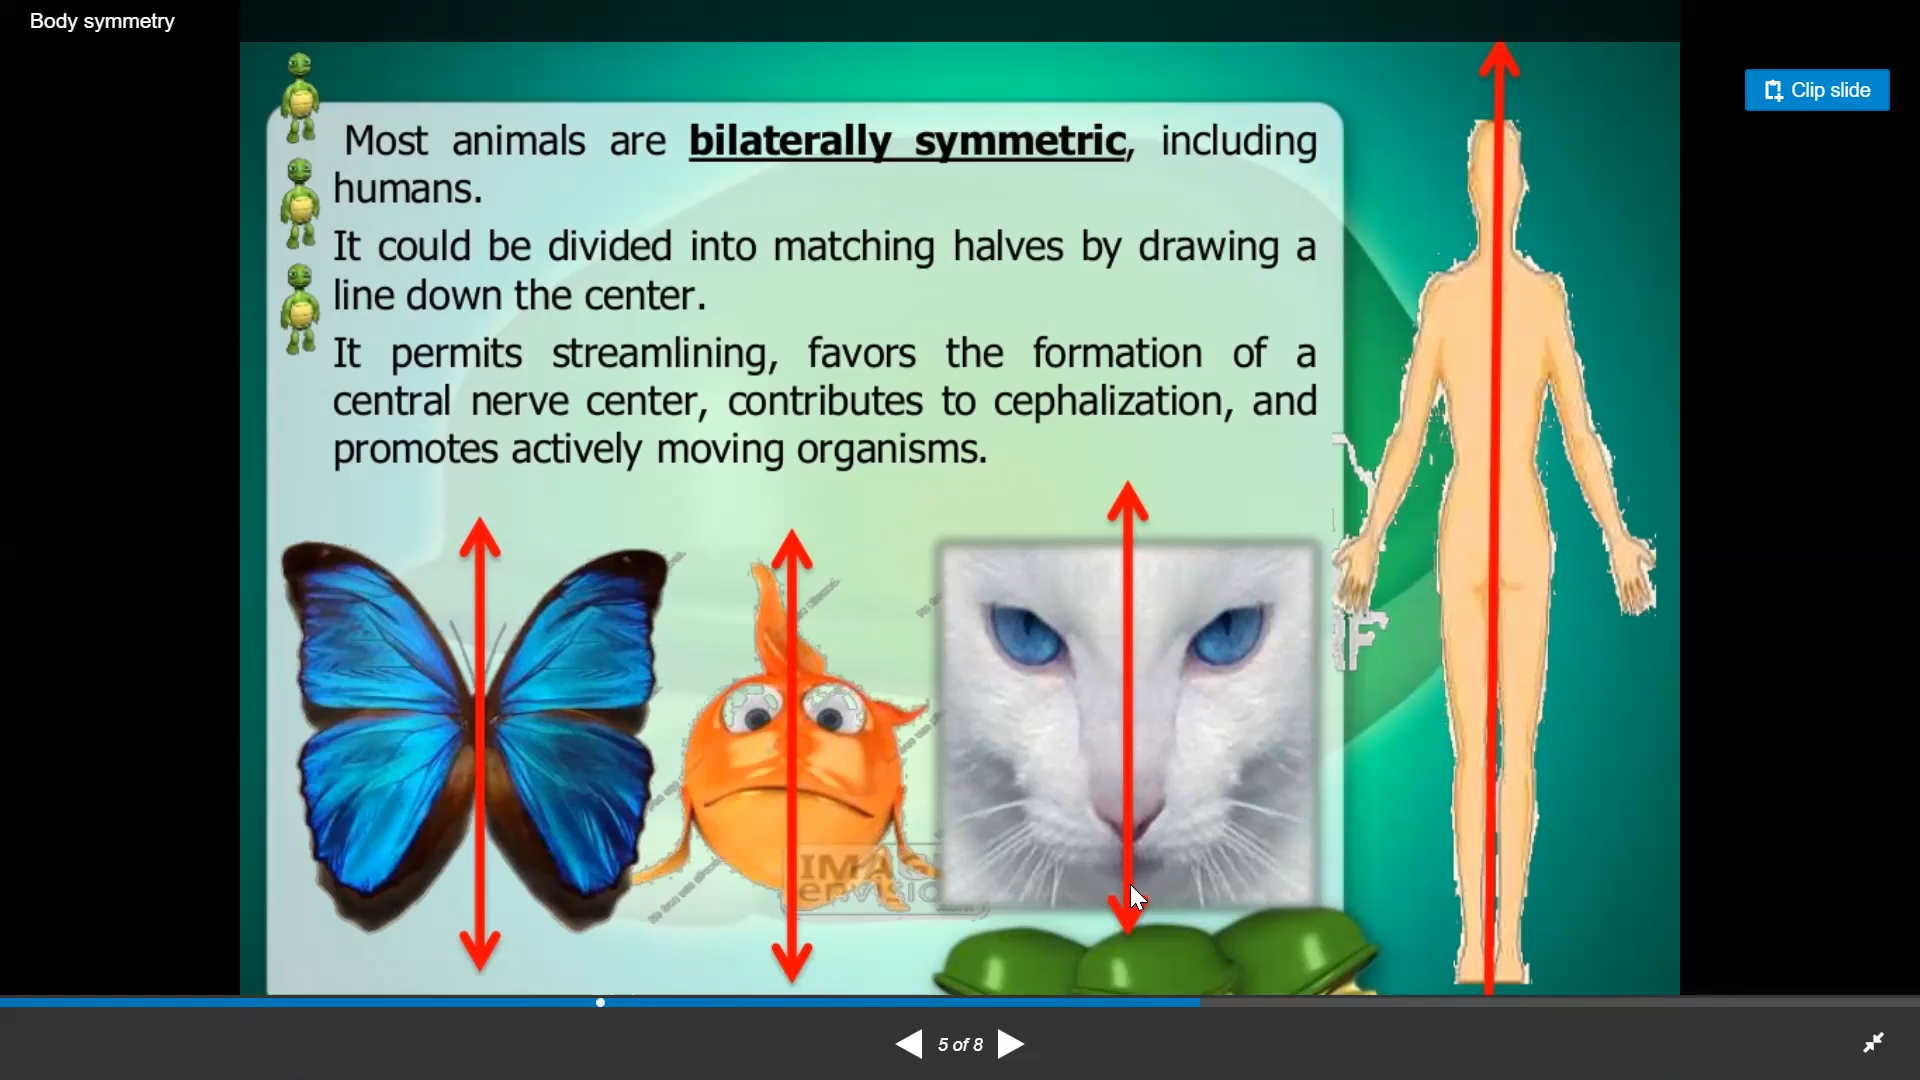 Body symmetry
Clip slide
Most animals are bilaterally symmetric, including
humans.
It could be divided into matching halves by drawing a
line down the center.
It permits streamlining, favors the formation of a
central nerve center, contributes to cephalization, and
promotes actively moving organisms.
5 of 8